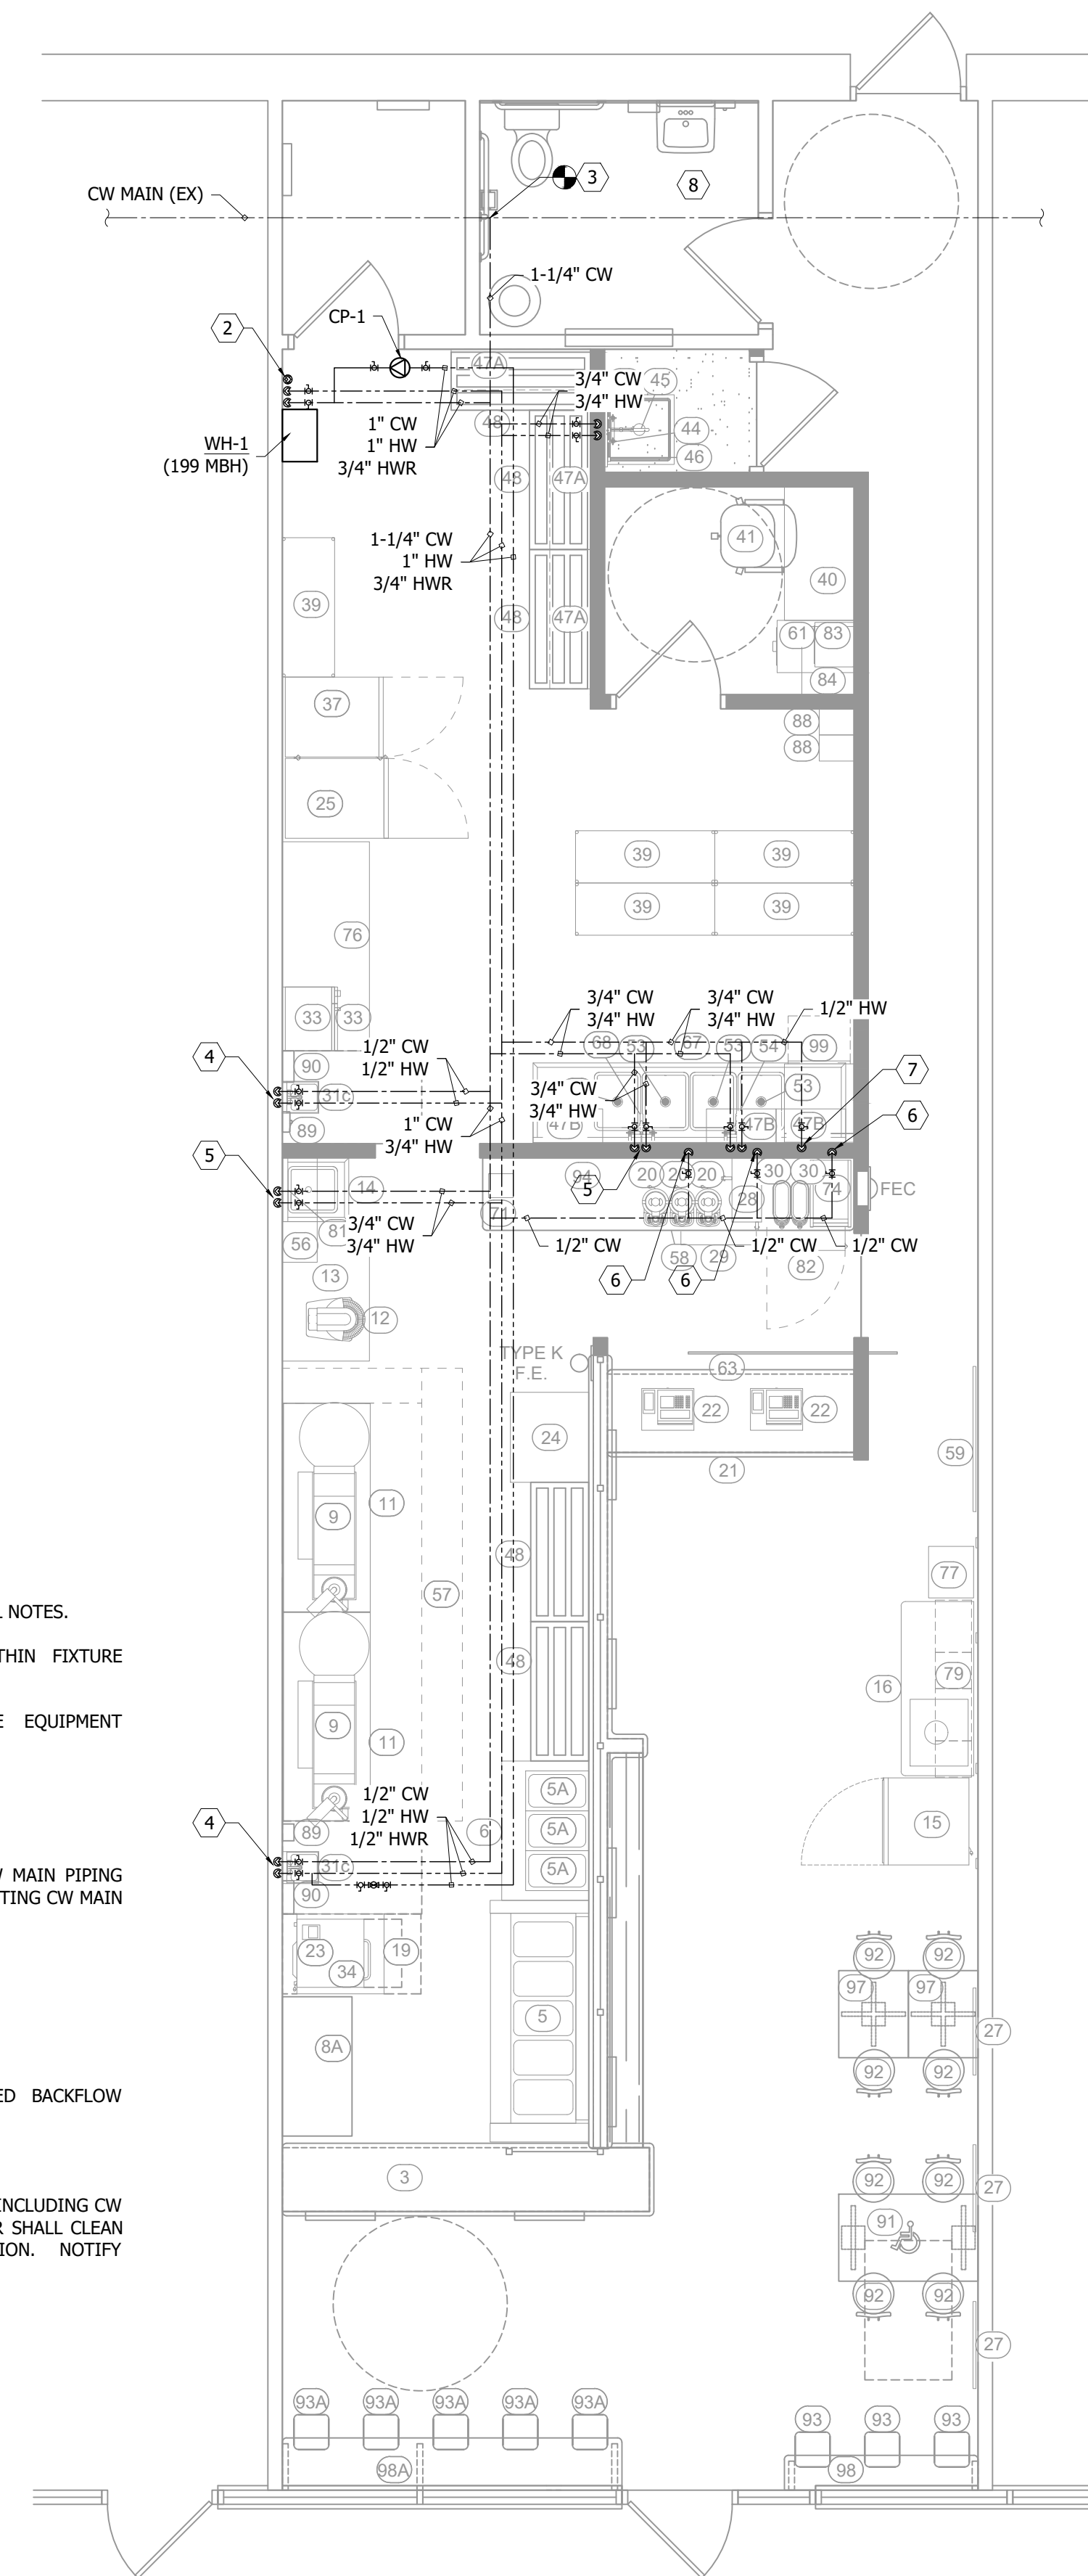 CW MAIN (EX)
3
8
1-1/4" CW
2
CP-1
47A
3/4" CW
3/4" HW
45
48
44
46
1" CW
1" HW
3/4" HWR
WH-1
(199 MBH)
48
47A
1-1/4" CW
1" HW
3/4" HWR
41
40
39
48
47A
61
83
84
37
88
88
25
39
39
39
39
76
3/4" CW
3/4" HW
3/4" CW
3/4" HW
1/2" HW
33
33
1/2" CW
1/2" HW
68
53
67
53
54
99
4
90
31c
53
7
3/4" CW
3/4" HW
1" CW
3/4" HW
89
47B
47B
47B
6
5
14
94
5
20
20
20
30
30
74
FEC
28
81
3/4" CW
3/4" HW
71
56
1/2" CW
1/2" CW
1/2" CW
58
29
82
13
6
6
12
TYPE K
F.E.
63
22
22
24
21
59
11
9
48
77
57
L NOTES.
THIN FIXTURE
48
79
16
E EQUIPMENT
9
11
5A
1/2" CW
1/2" HW
1/2" HWR
4
89
6
5A
15
31c
5A
W MAIN PIPING
TING CW MAIN
90
23
19
34
92
92
97
97
5
27
8A
92
92
ED BACKFLOW
3
92
92
27
INCLUDING CW
R SHALL CLEAN
ION. NOTIFY
91
92
92
27
93A
93A
93A
93A
93A
93
93
93
98A
98